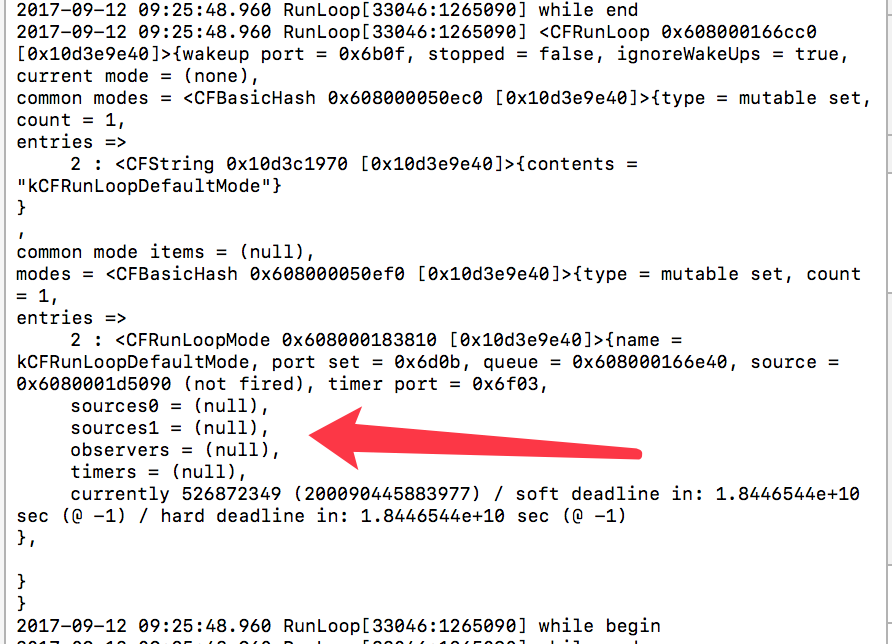 2017-09-12 09:25:48.960 RunLoop[33046:1265090] while end
2017-09-12 09:25:48.960 RunLoop[33046:1265090] <CFRunLoop 0x608000166cc0
[0x10d3e9e40]>{wakeup port = 0x6b0f, stopped = false, ignoreWakeUps = true,
current mode = (none),
common modes = <CFBasicHash 0x608000050ec0 [0x10d3e9e40]>{type = mutable set,
count = 1,
entries =>
2 : <CFString 0x10d3c1970 [0x10d3e9e40]>{contents =
"kCFRunLoopDefaultMode"}
}
,
common mode items = (null),
modes = <CFBasicHash 0x608000050ef0 [0x10d3e9e40]>{type = mutable set, count
= 1,
entries =>
2 : <CFRunLoopMode 0x608000183810 [0x10d3e9e40]>{name =
kCFRunLoopDefaultMode, port set = 0x6d0b, queue = 0x608000166e40, source =
0x6080001d5090 (not fired), timer port = 0x6f03,
sources0 = (null),
sources1 = (null),
observers = (null),
timers = (null),
currently 526872349 (200090445883977) / soft deadline in: 1.8446544e+10
sec (@ -1) / hard deadline in: 1.8446544e+10 sec (@ -1)
},
}
}
2017-09-12 09:25:48.960 RunLoop[33046:1265090] while begin